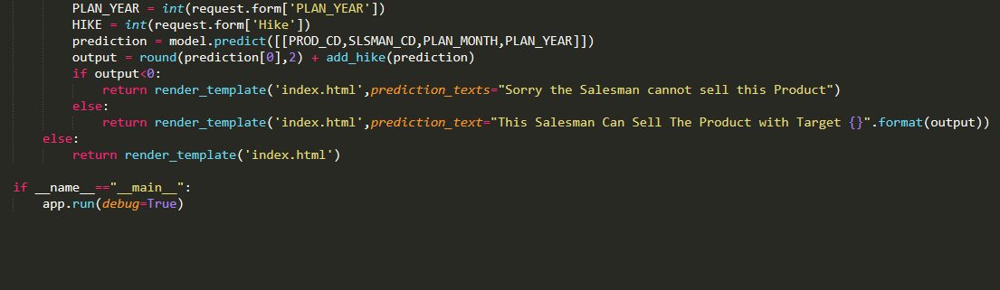 PLAN_YEAR = int(request.form['PLAN_YEAR'])
HIKE = int(request.form['Hike'])
prediction = model.predict([[PROD_CD,SLSMAN_CD,PLAN_MONTH,PLAN_YEAR]])
output = round(prediction[0],2) + add_hike(prediction)
if output<0:
return render_template('index.html',prediction_texts="Sorry the Salesman cannot sell this Product")
else:
return render_template('index.html',prediction_text="This Salesman Can Sell The Product with Target {}".format(output))
else:
return render_template('index.html')
if __name__=="__main__":
app.run(debug=True)